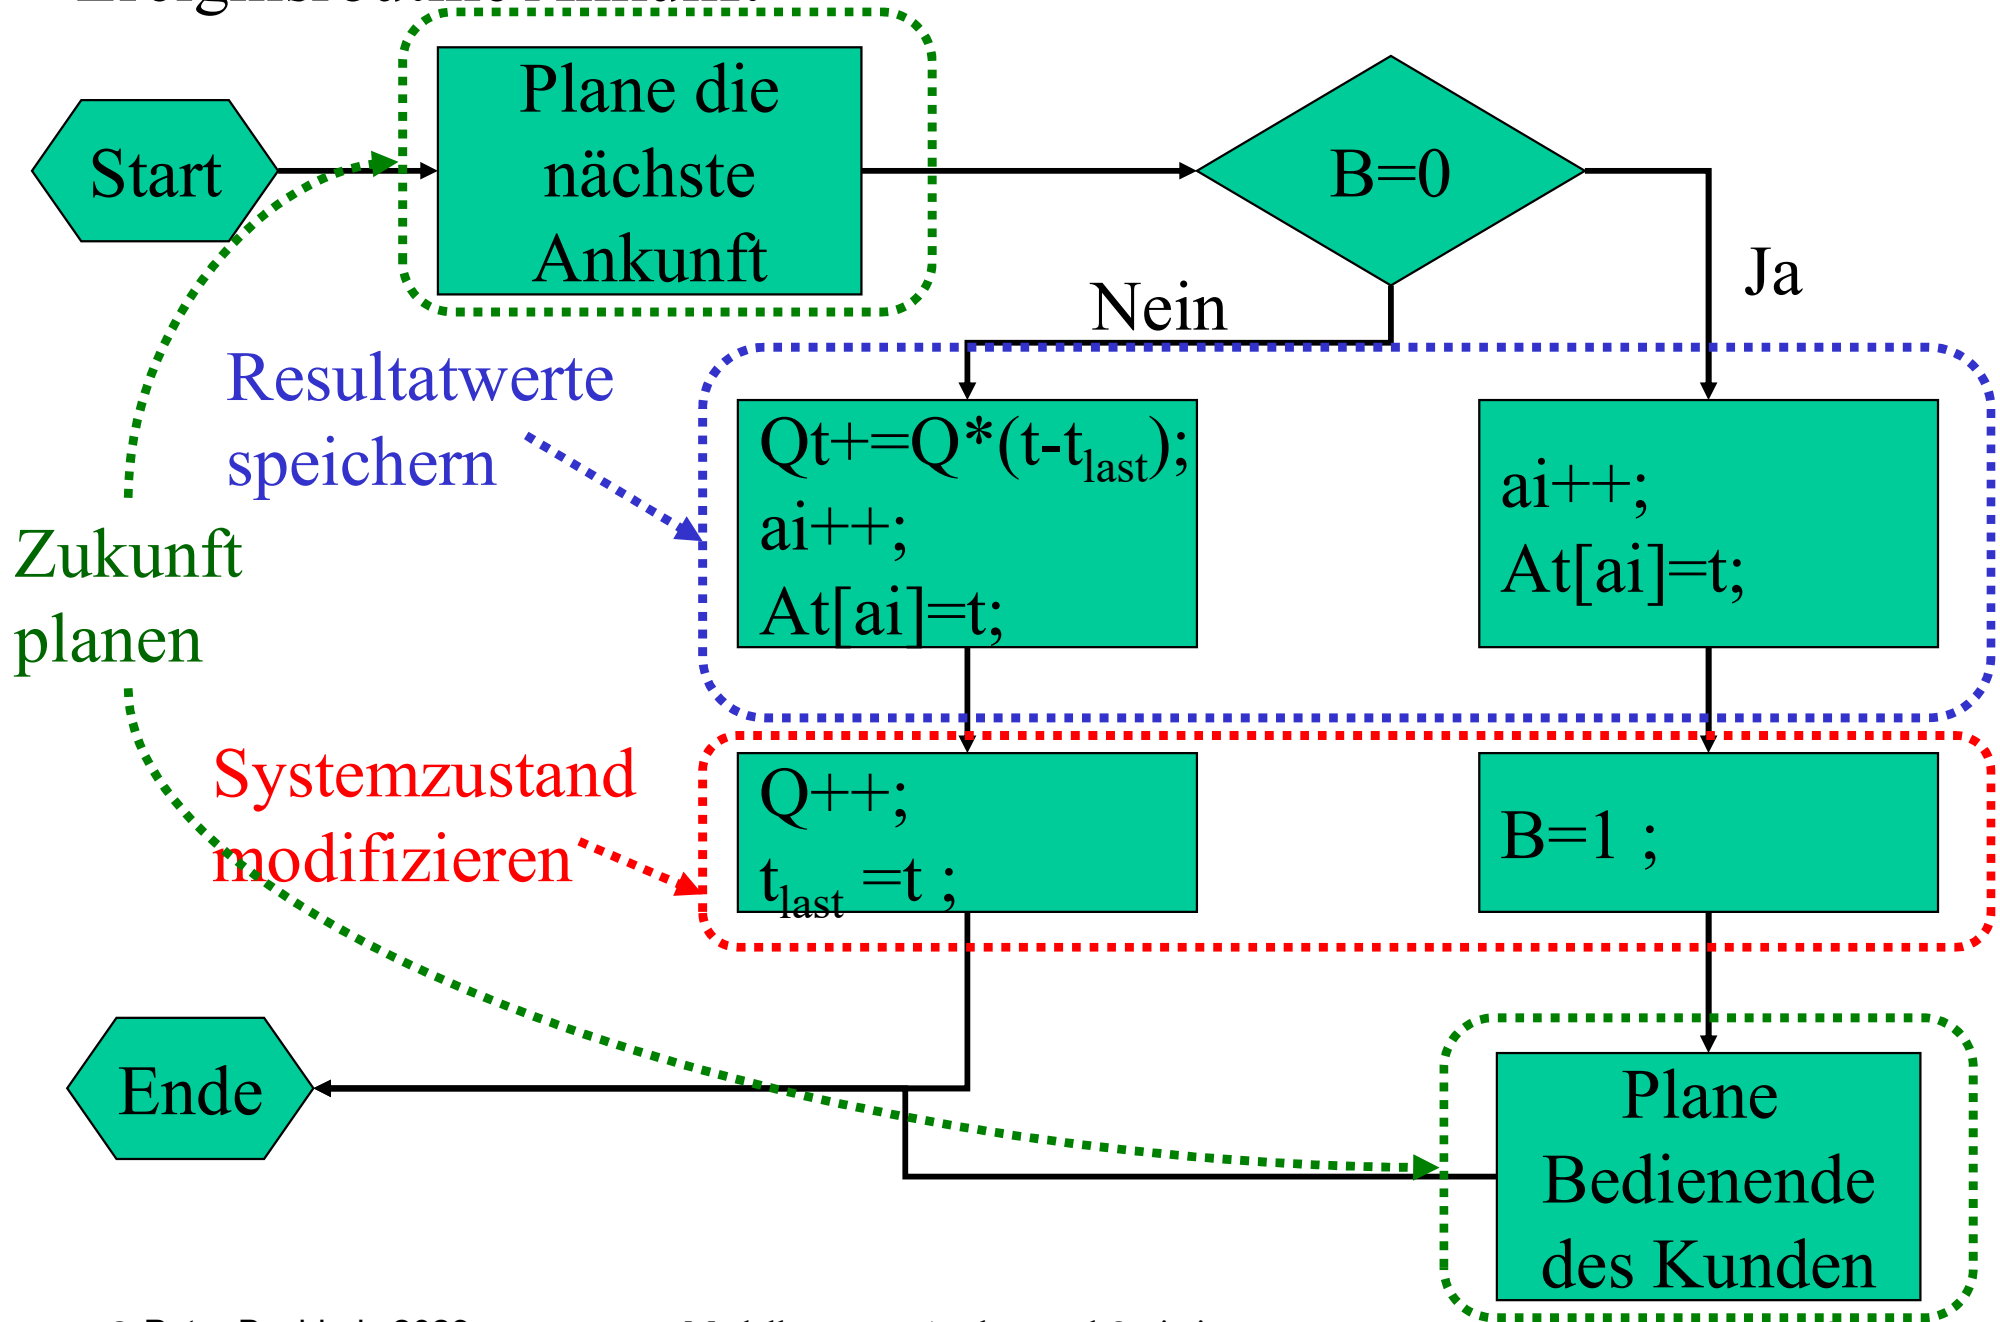 Start
Plane die
nächste
Ankunft
B=0
Ja
Nein
Resultatwerte
speichern
Qt+=Q*(t-tlast);
ai++;
At[ai]=t;
ai++;
At[ai]=t;
Zukunft
planen
Systemzustand
modifizieren
Q++;
tlast =t ;
B=1 ;
Ende
Plane
Bedienende
des Kunden